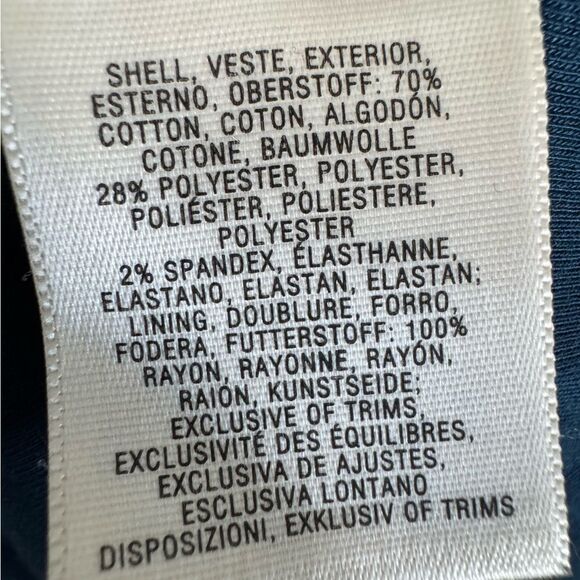 SHELL, VESTE, EXTERIOR,
ESTERNO, OBERSTOFF: 70%
COTTON, COTON, ALGODÓN,
COTONE, BAUMWOLLE
28% POLYESTER, POLYESTER,
POLIÉSTER, POLIESTERE,
POLYESTER
2% SPANDEX, ÉLASTHANNE,
ELASTANO, ELASTAN, ELASTAN;
LINING, DOUBLURE, FORRO,
FODERA, FUTTERSTOFF: 100%
RAYON, RAYONNE, RAYÓN,
RAION, KUNSTSEIDE;
EXCLUSIVE OF TRIMS,
EXCLUSIVITÉ DES ÉQUILIBRES,
EXCLUSIVA DE AJUSTES,
ESCLUSIVA LONTANO
DISPOSIZIONI, EXKLUSIV OF TRIMS